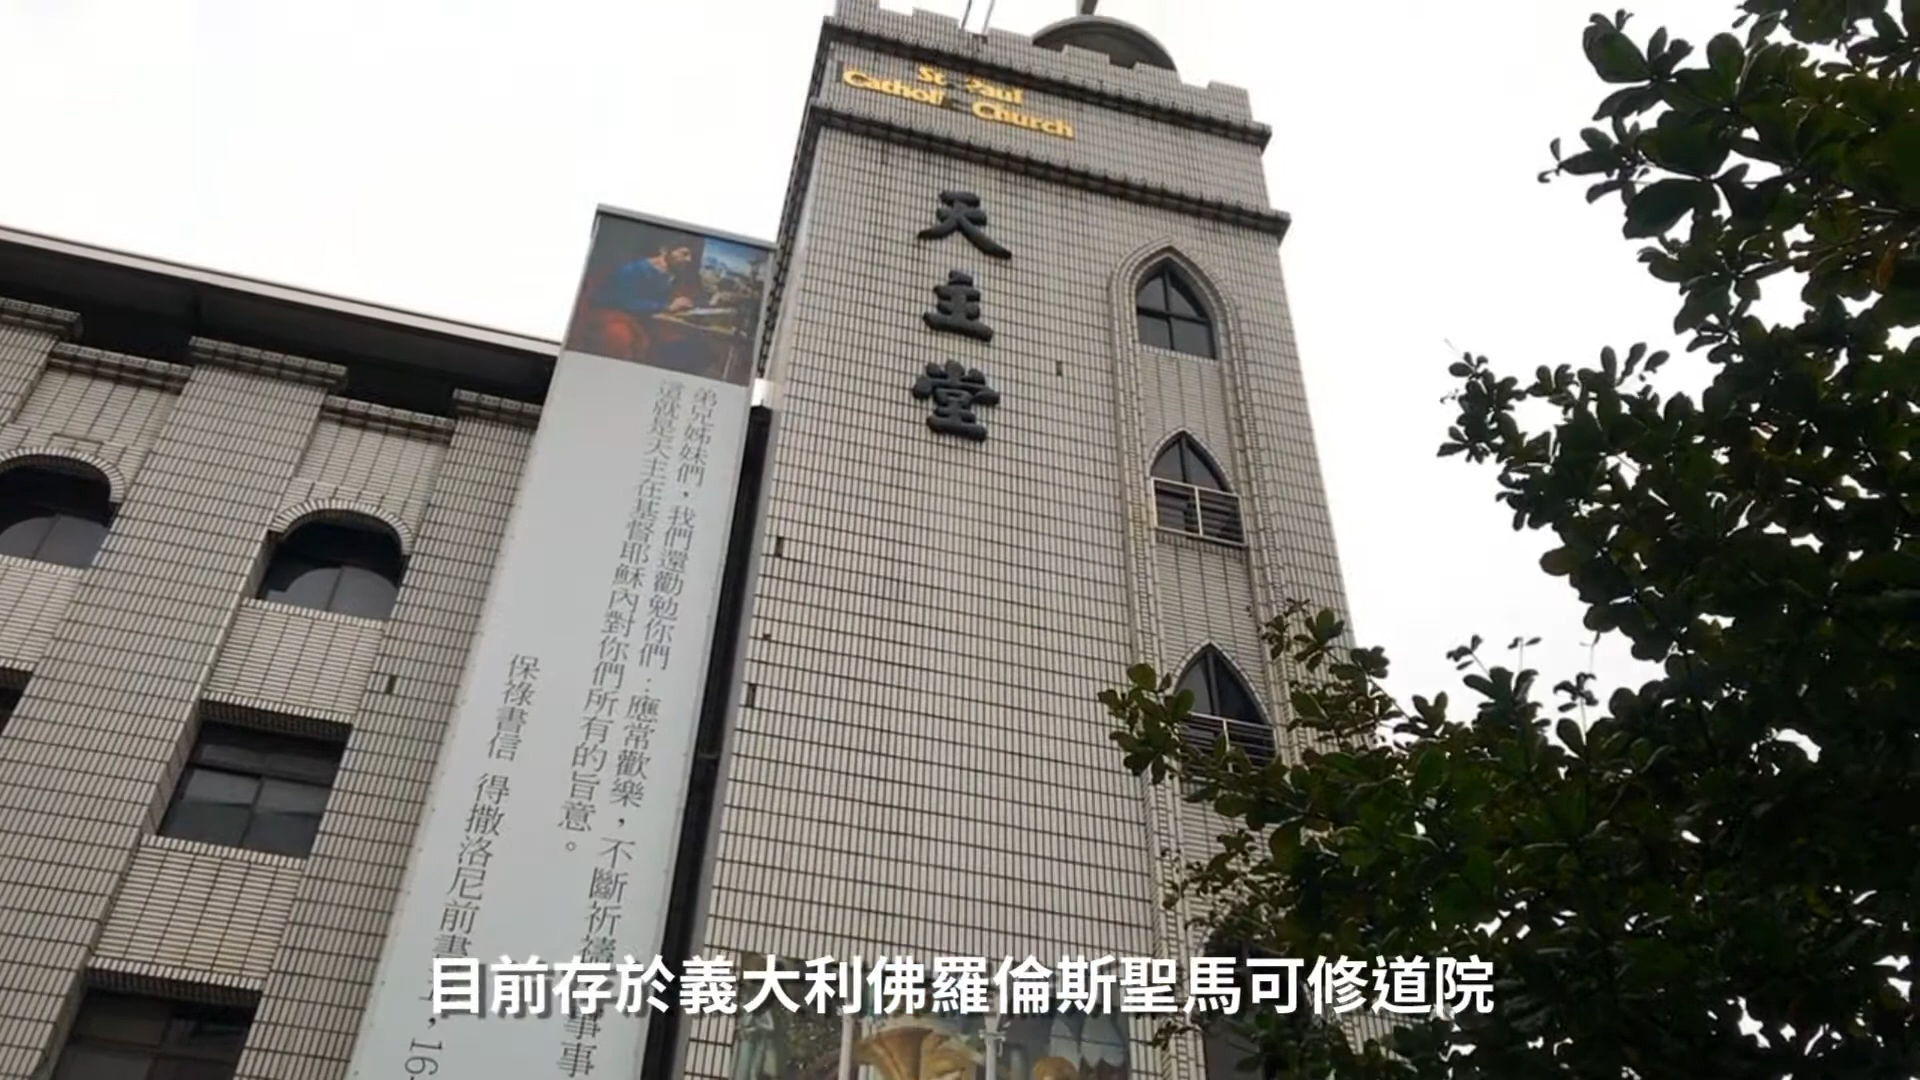 St Paul
Catholic Church
天主堂
弟兄姊妹們，我們還勸勉你們：應常歡樂，不斷祈禱事事
這就是天主在基督耶穌內對你們所有的旨意。
保祿書信 得撒洛尼前書
目前存於義大利佛羅倫斯聖馬可修道院